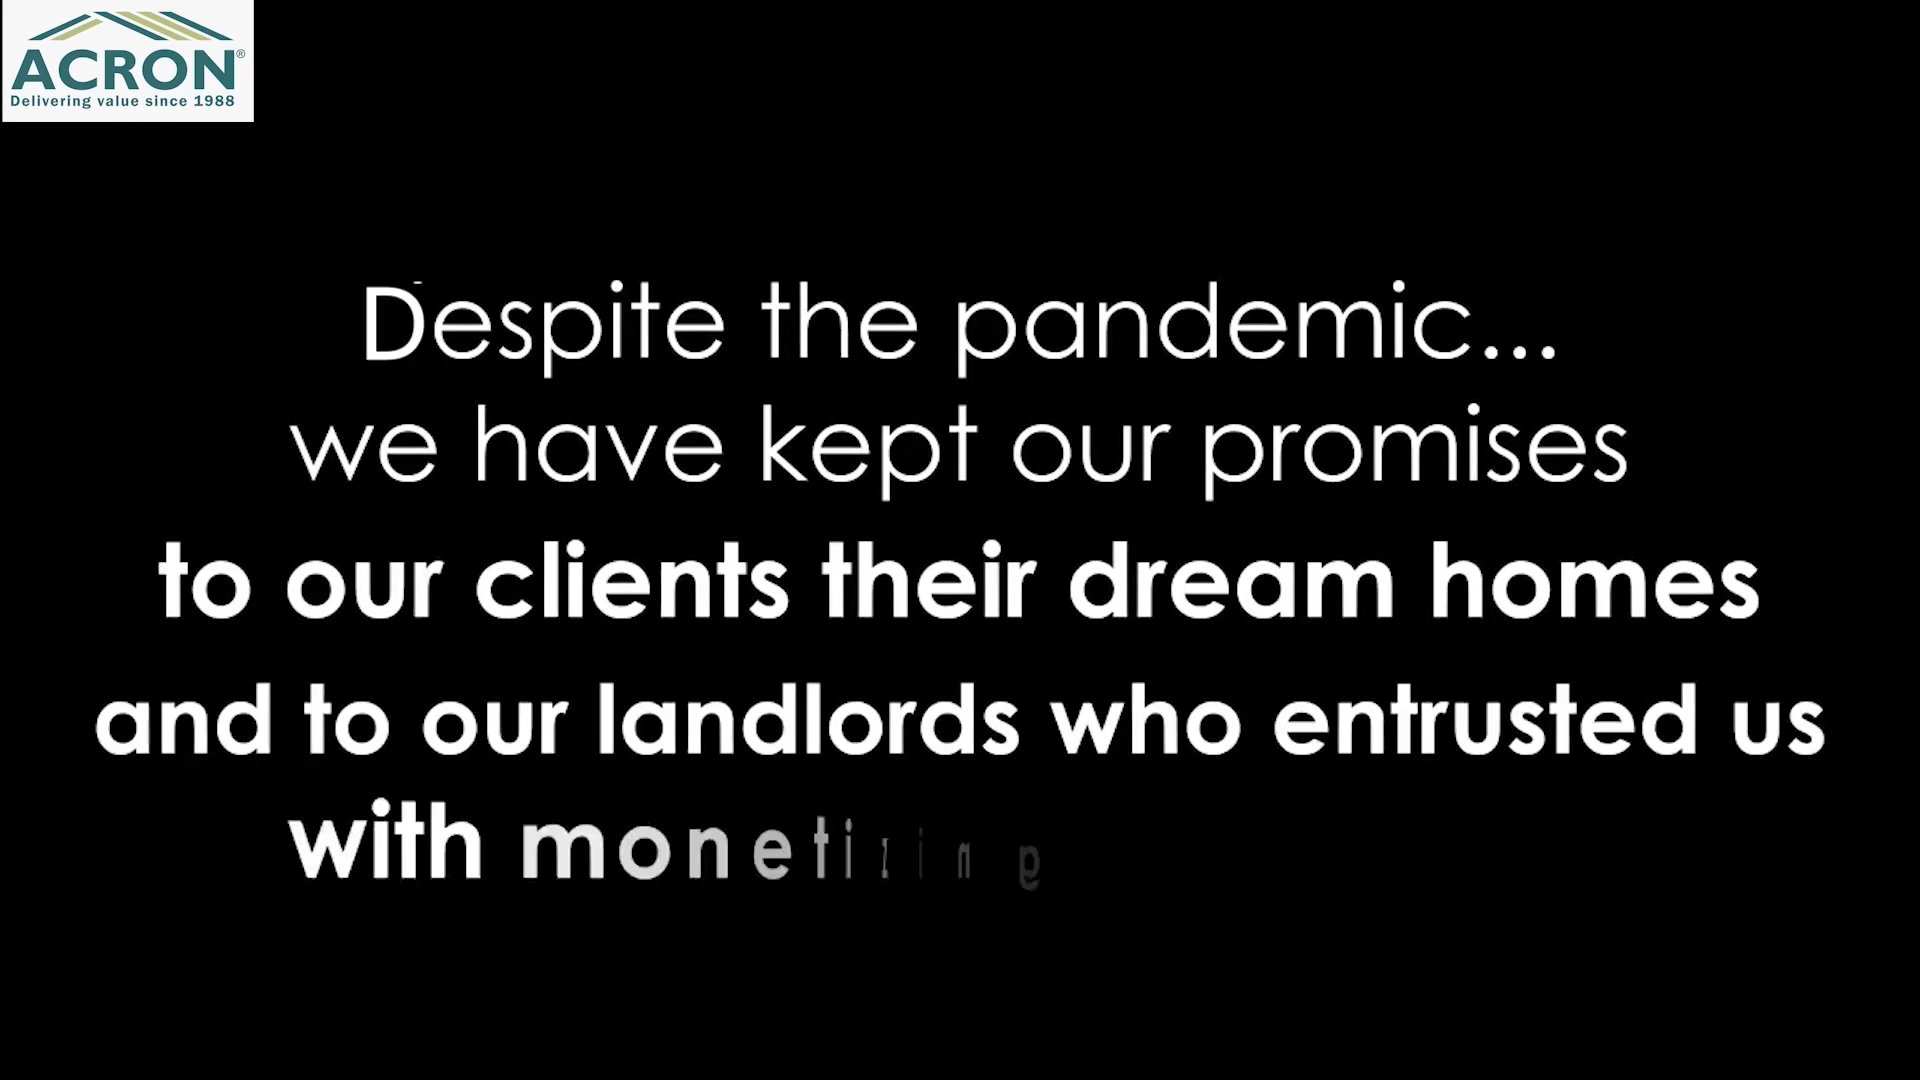 ACRON®
Delivering value since 1988
Despite the pandemic...
we have kept our promises
to our clients their dream homes
and to our landlords who entrusted us
with monetizing